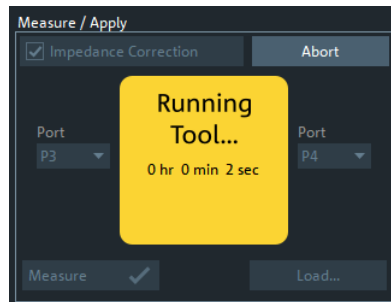 Measure / Apply
Impedance Correction
Abort
Running
Tool...
0 hr 0 min 2 sec
Port
Port
P3
P4
Measure
Load...